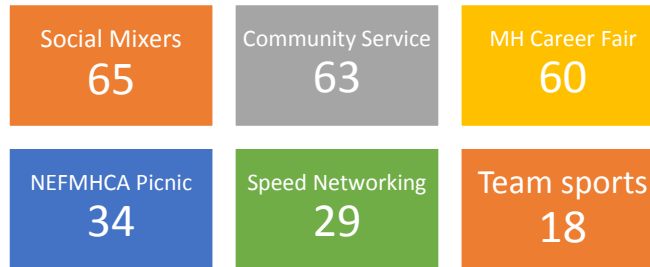 Social Mixers
65
Community Service
63
MH Career Fair
60
NEFMHCA Picnic
34
Speed Networking
29
Team sports
18